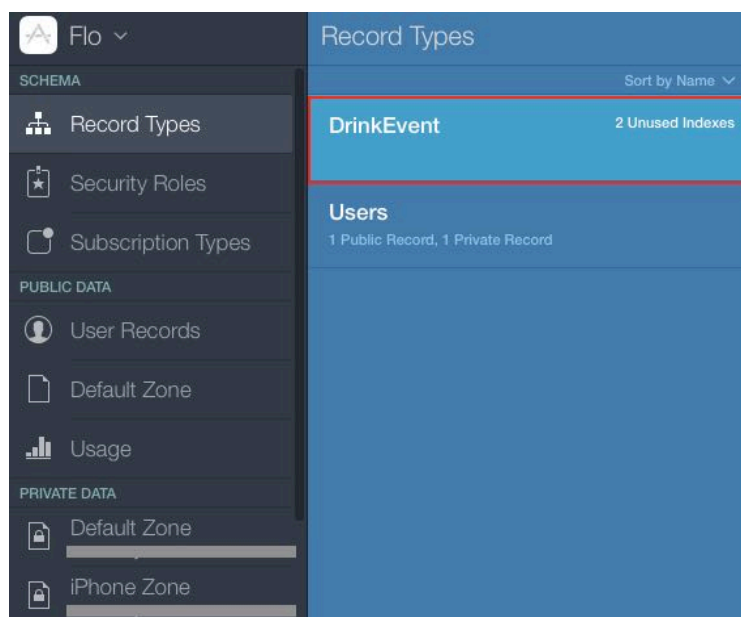 Flo
SCHEMA
Record Types
Security Roles
Subscription Types
PUBLIC DATA
User Records
Default Zone
Usage
PRIVATE DATA
Default Zone
iPhone Zone
Record Types
Sort by Name
DrinkEvent 2 Unused Indexes
Users
1 Public Record, 1 Private Record